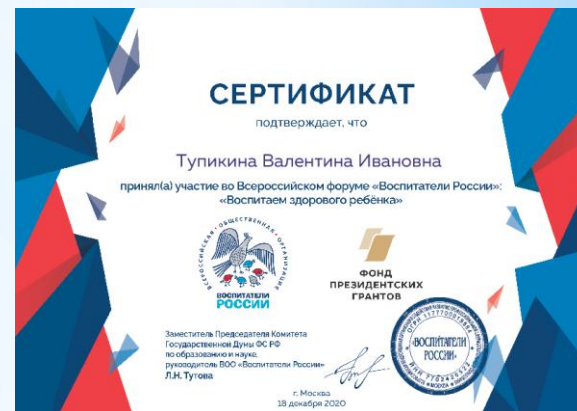 СЕРТИФИКАТ
подтверждает, что
Тупикина Валентина Ивановна
принял(а) участие во Всероссийском форуме «Воспитатели России»:
«Воспитаем здорового ребёнка»
ВСЕРОССИЙСКАЯ ОБЩЕСТВЕННАЯ ОРГАНИЗАЦИЯ
ВОСПИТАТЕЛИ
РОССИИ
ФОНД
ПРЕЗИДЕНТСКИХ
ГРАНТОВ
Заместитель Председателя Комитета
Государственной Думы ФС РФ
по образованию и науке,
руководитель ВОО «Воспитатели России»
Л.Н. Тутова
«ВОСПИТАТЕЛИ
РОССИИ»
г. Москва
18 декабря 2020